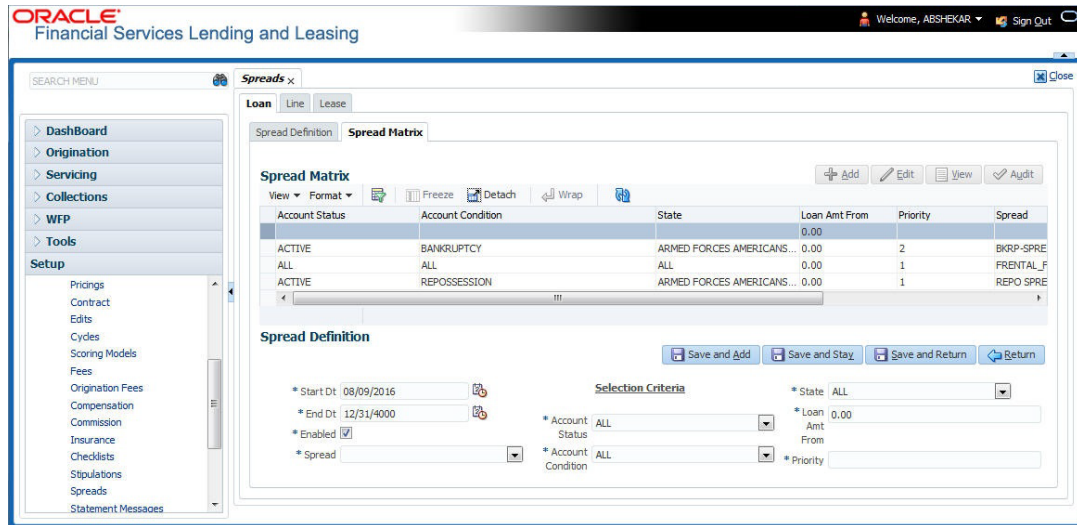 ORACLE
Financial Services Lending and Leasing
Welcome, ABSHEKAR
Sign Out
SEARCH MENU
Spreads x
Close
Loan Line Lease
DashBoard
Origination
Servicing
Collections
WFP
Tools
Setup
Pricings
Contract
Edits
Cycles
Scoring Models
Fees
Origination Fees
Compensation
Commission
Insurance
Checklists
Stipulations
Spreads
Statement Messages
Spread Definition Spread Matrix
Spread Matrix
Add Edit View Audit
View Format Freeze Detach Wrap
Account Status Account Condition State Loan Amt From Priority Spread
0.00
ACTIVE BANKRUPTCY ARMED FORCES AMERICANS... 0.00 2 BKRP-SPRE
ALL ALL ALL 0.00 1 FRENTAL_F
ACTIVE REPOSSESSION ARMED FORCES AMERICANS... 0.00 1 REPO SPRE
Spread Definition
Save and Add Save and Stay Save and Return Return
* Start Dt 08/09/2016
* End Dt 12/31/4000
* Enabled
* Spread
Selection Criteria
* Account Status ALL
* Account Condition ALL
* State ALL
* Loan Amt From 0.00
* Priority